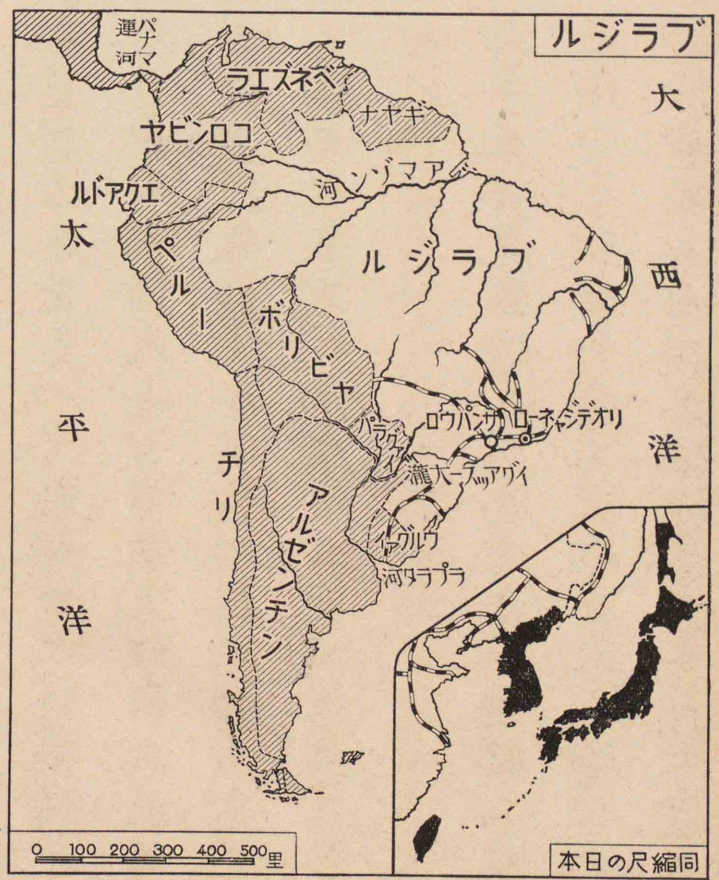 ブラジル
パナマ
運河
大西洋
ベネズエラ
ギヤナ
コロンビヤ
エクアドル
アマゾン河
太平洋
ペルー
ブラジル
ボリビヤ
パラグアイ
サンパウロ
リオデジャネーロ
イグアッスー大瀧
チリ
アルゼンチン
ウルグァイ
ラプラタ河
0 100 200 300 400 500里
同縮尺の日本